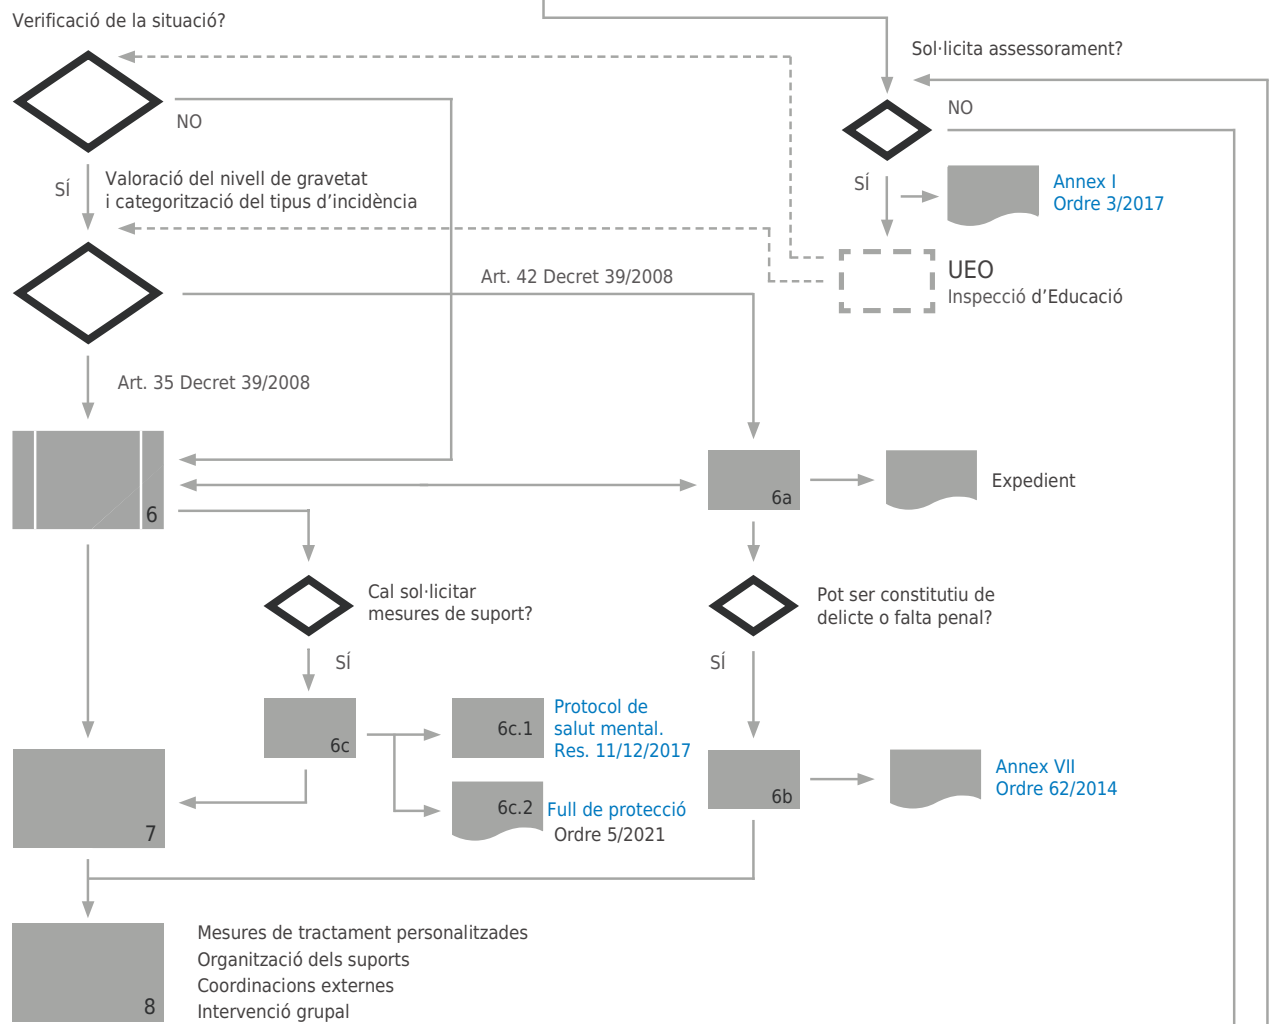 Verificació de la situació?
Sol·licita assessorament?
NO
NO
SÍ
Valoració del nivell de gravetat
i categorització del tipus d’incidència
SÍ
Annex I
Ordre 3/2017
UEO
Inspecció d’Educació
Art. 42 Decret 39/2008
Art. 35 Decret 39/2008
6
6a
Expedient
Cal sol·licitar
mesures de suport?
Pot ser constitutiu de
delicte o falta penal?
SÍ
SÍ
6c
6c.1
Protocol de
salut mental.
Res. 11/12/2017
6c.2
Full de protecció
Ordre 5/2021
6b
Annex VII
Ordre 62/2014
7
8
Mesures de tractament personalitzades
Organització dels suports
Coordinacions externes
Intervenció grupal